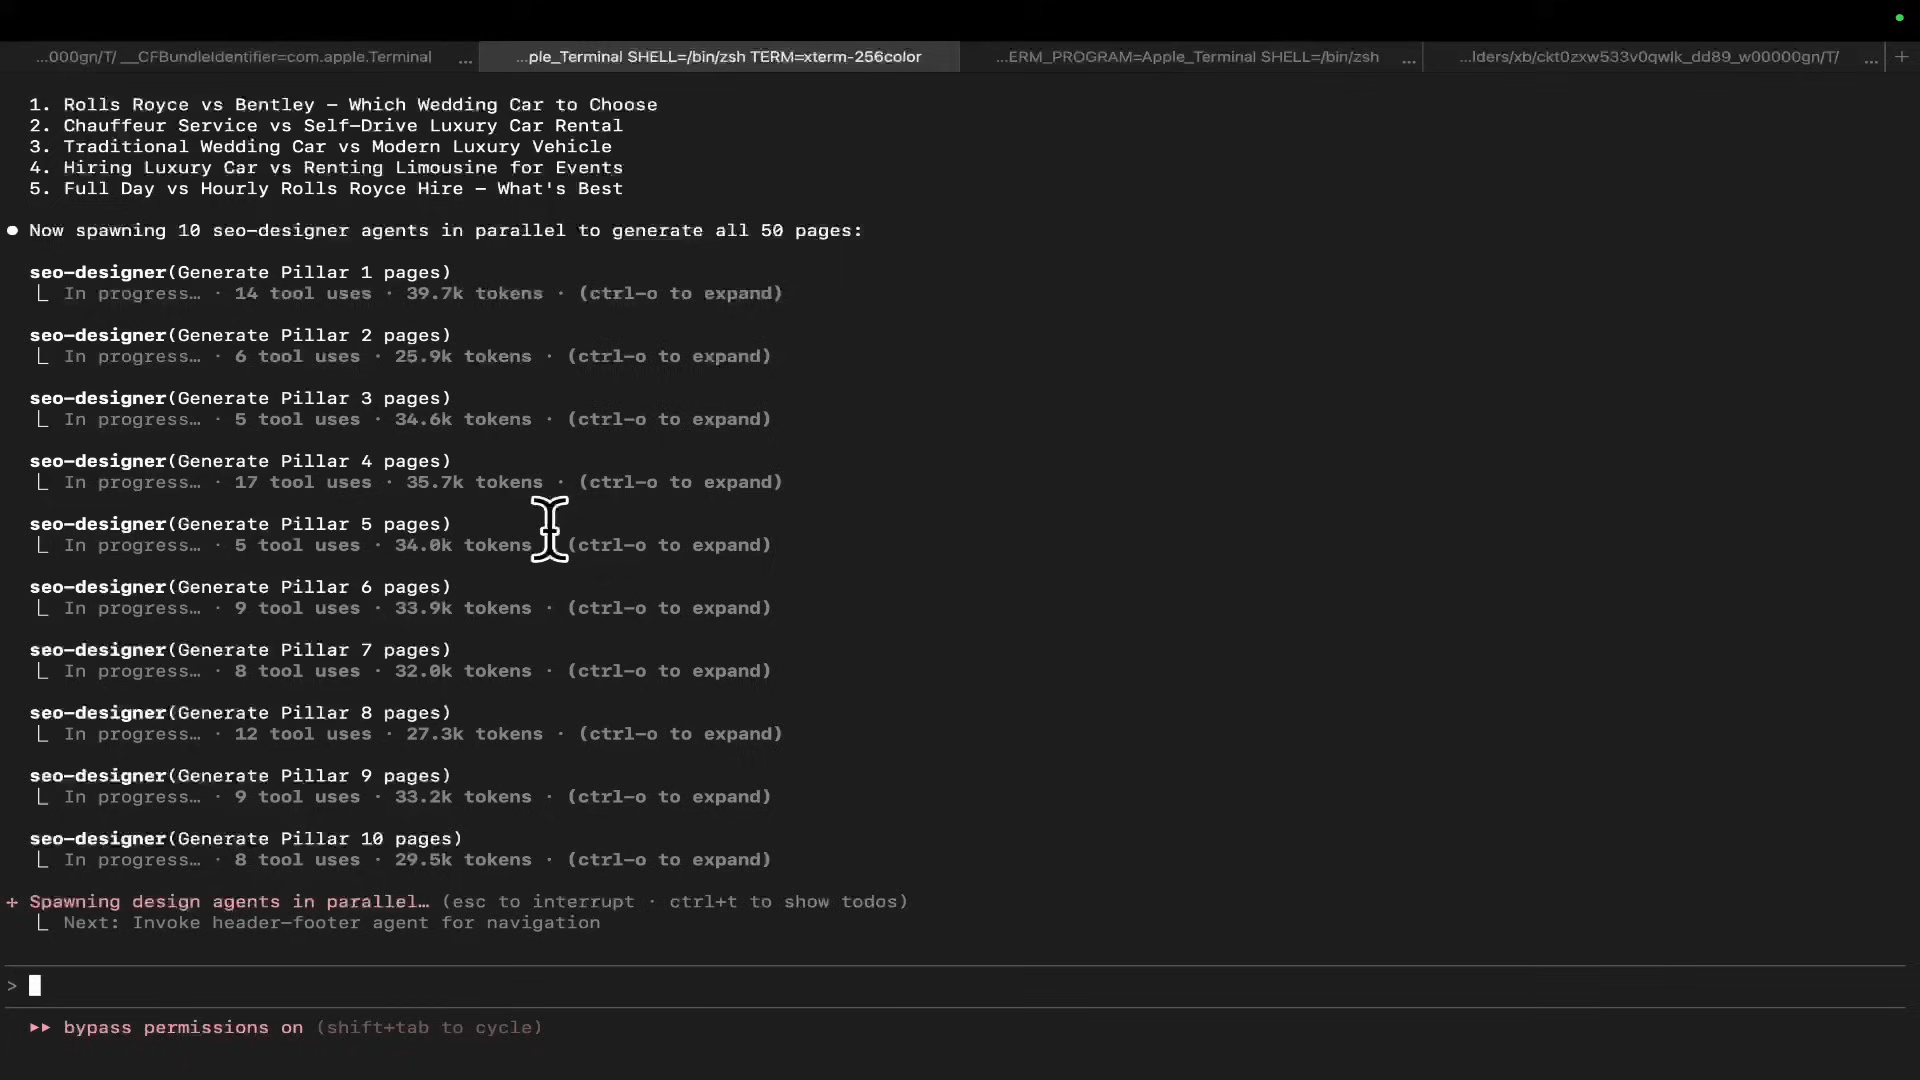 ...000gn/T/ __CFBundleIdentifier=com.apple.Terminal ... ...ple_Terminal SHELL=/bin/zsh TERM=xterm-256color ...ERM_PROGRAM=Apple_Terminal SHELL=/bin/zsh ... ...lders/xb/ckt0zxw533v0qwlk_dd89_w00000gn/T/ ... +
1. Rolls Royce vs Bentley – Which Wedding Car to Choose
2. Chauffeur Service vs Self-Drive Luxury Car Rental
3. Traditional Wedding Car vs Modern Luxury Vehicle
4. Hiring Luxury Car vs Renting Limousine for Events
5. Full Day vs Hourly Rolls Royce Hire – What's Best
● Now spawning 10 seo-designer agents in parallel to generate all 50 pages:
seo-designer(Generate Pillar 1 pages)
⎿ In progress… · 14 tool uses · 39.7k tokens · (ctrl-o to expand)
seo-designer(Generate Pillar 2 pages)
⎿ In progress… · 6 tool uses · 25.9k tokens · (ctrl-o to expand)
seo-designer(Generate Pillar 3 pages)
⎿ In progress… · 5 tool uses · 34.6k tokens · (ctrl-o to expand)
seo-designer(Generate Pillar 4 pages)
⎿ In progress… · 17 tool uses · 35.7k tokens · (ctrl-o to expand)
seo-designer(Generate Pillar 5 pages)
⎿ In progress… · 5 tool uses · 34.0k tokens (ctrl-o to expand)
seo-designer(Generate Pillar 6 pages)
⎿ In progress… · 9 tool uses · 33.9k tokens · (ctrl-o to expand)
seo-designer(Generate Pillar 7 pages)
⎿ In progress… · 8 tool uses · 32.0k tokens · (ctrl-o to expand)
seo-designer(Generate Pillar 8 pages)
⎿ In progress… · 12 tool uses · 27.3k tokens · (ctrl-o to expand)
seo-designer(Generate Pillar 9 pages)
⎿ In progress… · 9 tool uses · 33.2k tokens · (ctrl-o to expand)
seo-designer(Generate Pillar 10 pages)
⎿ In progress… · 8 tool uses · 29.5k tokens · (ctrl-o to expand)
+ Spawning design agents in parallel… (esc to interrupt · ctrl+t to show todos)
⎿ Next: Invoke header-footer agent for navigation
>
▸▸ bypass permissions on (shift+tab to cycle)